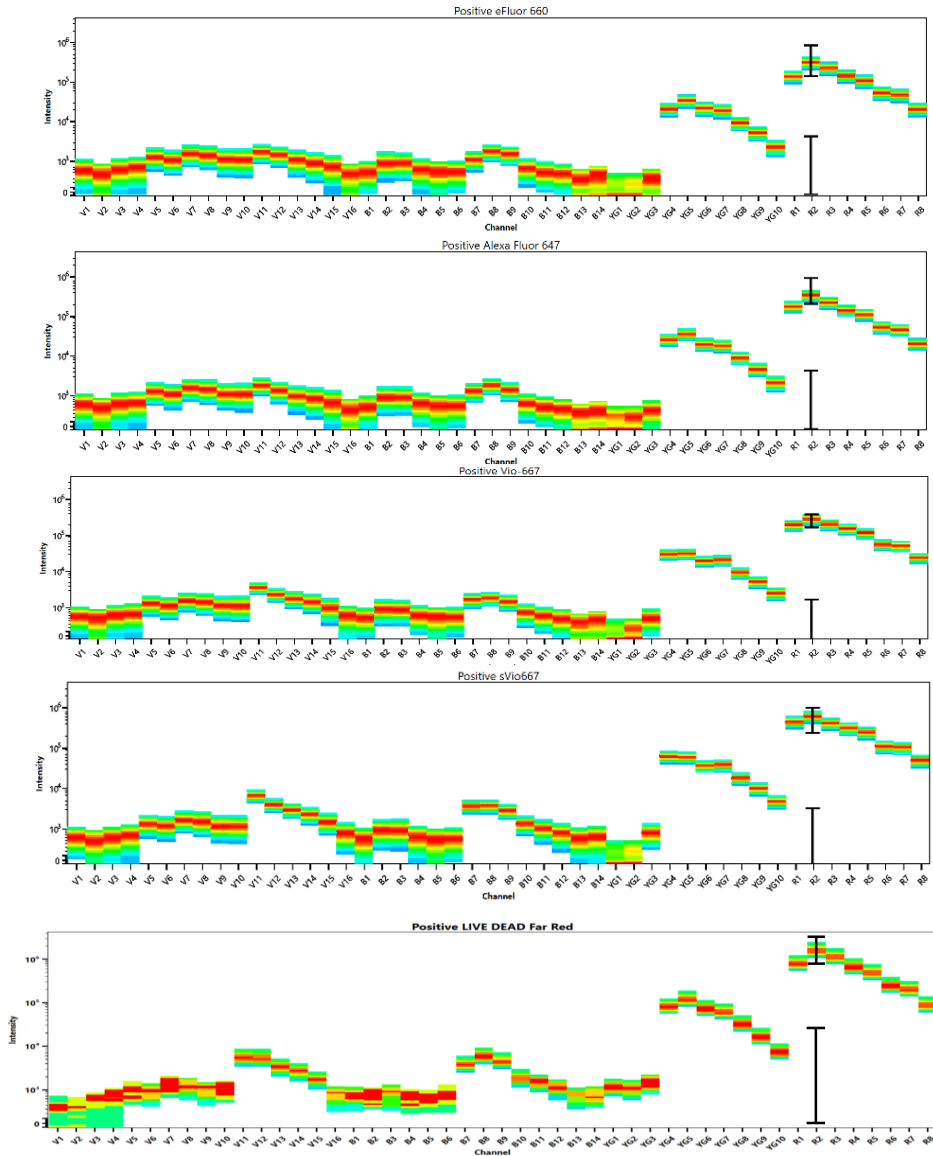 Positive eFluor 660
10⁶
10⁵
10⁴
10³
0
Intensity
V1 V2 V3 V4 V5 V6 V7 V8 V9 V10 V11 V12 V13 V14 V15 V16 B1 B2 B3 B4 B5 B6 B7 B8 B9 B10 B11 B12 B13 B14 YG1 YG2 YG3 YG4 YG5 YG6 YG7 YG8 YG9 YG10 R1 R2 R3 R4 R5 R6 R7 R8
Channel
Positive Alexa Fluor 647
10⁶
10⁵
10⁴
10³
0
Intensity
V1 V2 V3 V4 V5 V6 V7 V8 V9 V10 V11 V12 V13 V14 V15 V16 B1 B2 B3 B4 B5 B6 B7 B8 B9 B10 B11 B12 B13 B14 YG1 YG2 YG3 YG4 YG5 YG6 YG7 YG8 YG9 YG10 R1 R2 R3 R4 R5 R6 R7 R8
Channel
Positive Vio-667
10⁶
10⁵
10⁴
10³
0
Intensity
V1 V2 V3 V4 V5 V6 V7 V8 V9 V10 V11 V12 V13 V14 V15 V16 B1 B2 B3 B4 B5 B6 B7 B8 B9 B10 B11 B12 B13 B14 YG1 YG2 YG3 YG4 YG5 YG6 YG7 YG8 YG9 YG10 R1 R2 R3 R4 R5 R6 R7 R8
Positive sVio667
10⁶
10⁵
10⁴
10³
0
Intensity
V1 V2 V3 V4 V5 V6 V7 V8 V9 V10 V11 V12 V13 V14 V15 V16 B1 B2 B3 B4 B5 B6 B7 B8 B9 B10 B11 B12 B13 B14 YG1 YG2 YG3 YG4 YG5 YG6 YG7 YG8 YG9 YG10 R1 R2 R3 R4 R5 R6 R7 R8
Channel
Positive LIVE DEAD Far Red
10⁶
10⁵
10⁴
10³
0
Intensity
V1 V2 V3 V4 V5 V6 V7 V8 V9 V10 V11 V12 V13 V14 V15 V16 B1 B2 B3 B4 B5 B6 B7 B8 B9 B10 B11 B12 B13 B14 YG1 YG2 YG3 YG4 YG5 YG6 YG7 YG8 YG9 YG10 R1 R2 R3 R4 R5 R6 R7 R8
Channel